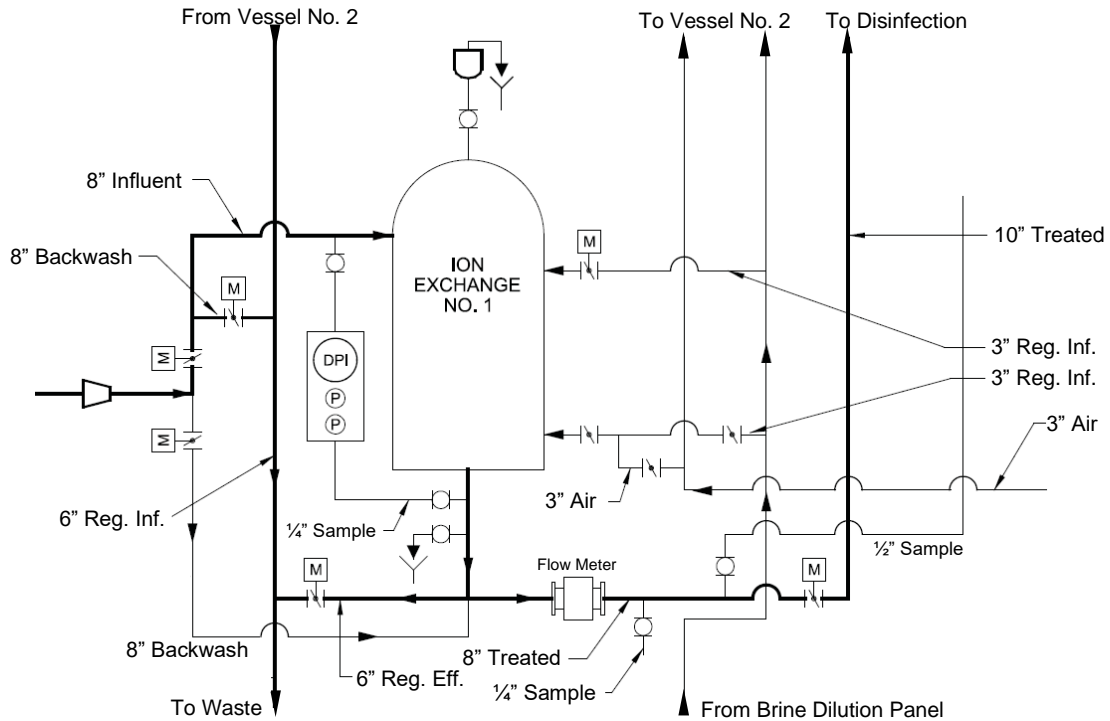 From Vessel No. 2
To Vessel No. 2
To Disinfection
8” Influent
8” Backwash
M
M
M
M
ION
EXCHANGE
NO. 1
DPI
P
P
10” Treated
3” Reg. Inf.
3” Reg. Inf.
3” Air
3” Air
6” Reg. Inf.
¼” Sample
½” Sample
Flow Meter
M
M
8” Backwash
6” Reg. Eff.
8” Treated
¼” Sample
To Waste
From Brine Dilution Panel